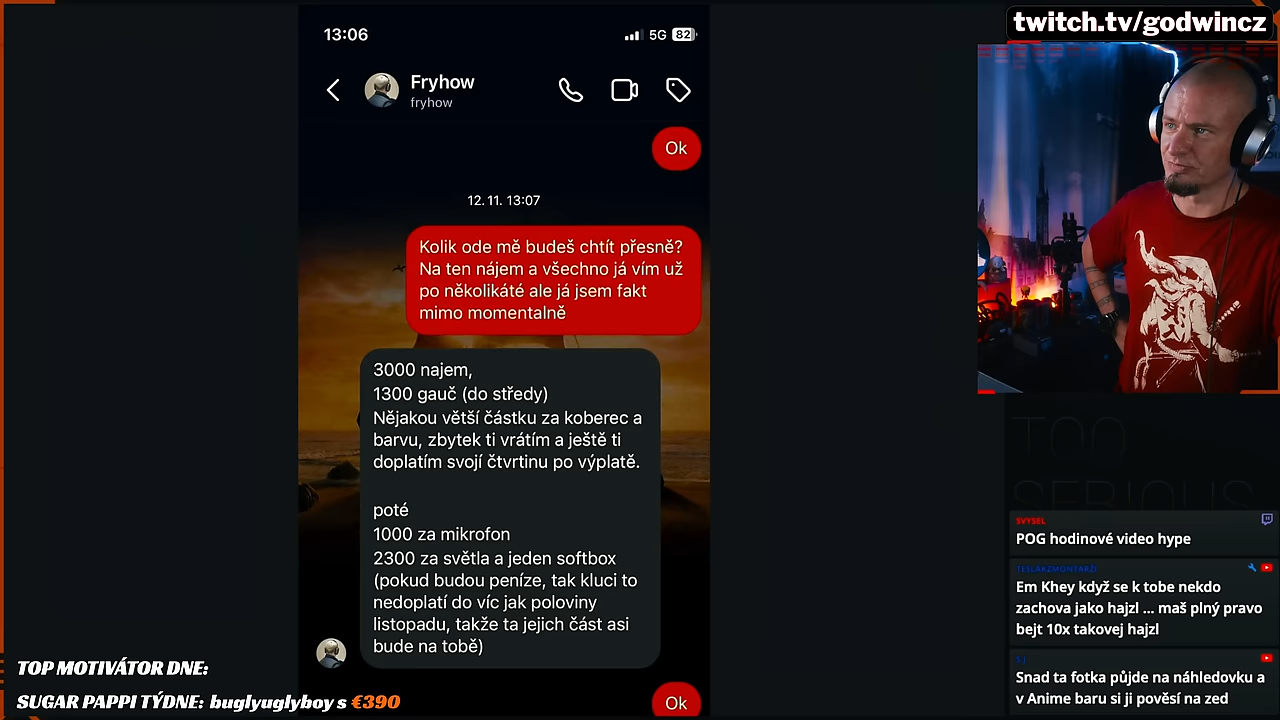 twitch.tv/godwincz
13:06
5G 82
Fryhow
fryhow
Ok
12. 11. 13:07
Kolik ode mě budeš chtít přesně?
Na ten nájem a všechno já vím už
po několikáté ale já jsem fakt
mimo momentalně
3000 najem,
1300 gauč (do středy)
Nějakou větší částku za koberec a
barvu, zbytek ti vrátím a ještě ti
doplatím svojí čtvrtinu po výplatě.
poté
1000 za mikrofon
2300 za světla a jeden softbox
(pokud budou peníze, tak kluci to
nedoplatí do víc jak poloviny
listopadu, takže ta jejich část asi
bude na tobě)
Ok
TOO
SERIOUS
SVYSEL
POG hodinové video hype
TESLAKZMONTARZI
Em Khey když se k tobe nekdo
zachova jako hajzl ... maš plný pravo
bejt 10x takovej hajzl
S J
Snad ta fotka půjde na náhledovku a
v Anime baru si ji pověsí na zed
TOP MOTIVÁTOR DNE:
SUGAR PAPPI TÝDNE: buglyuglyboy s €390